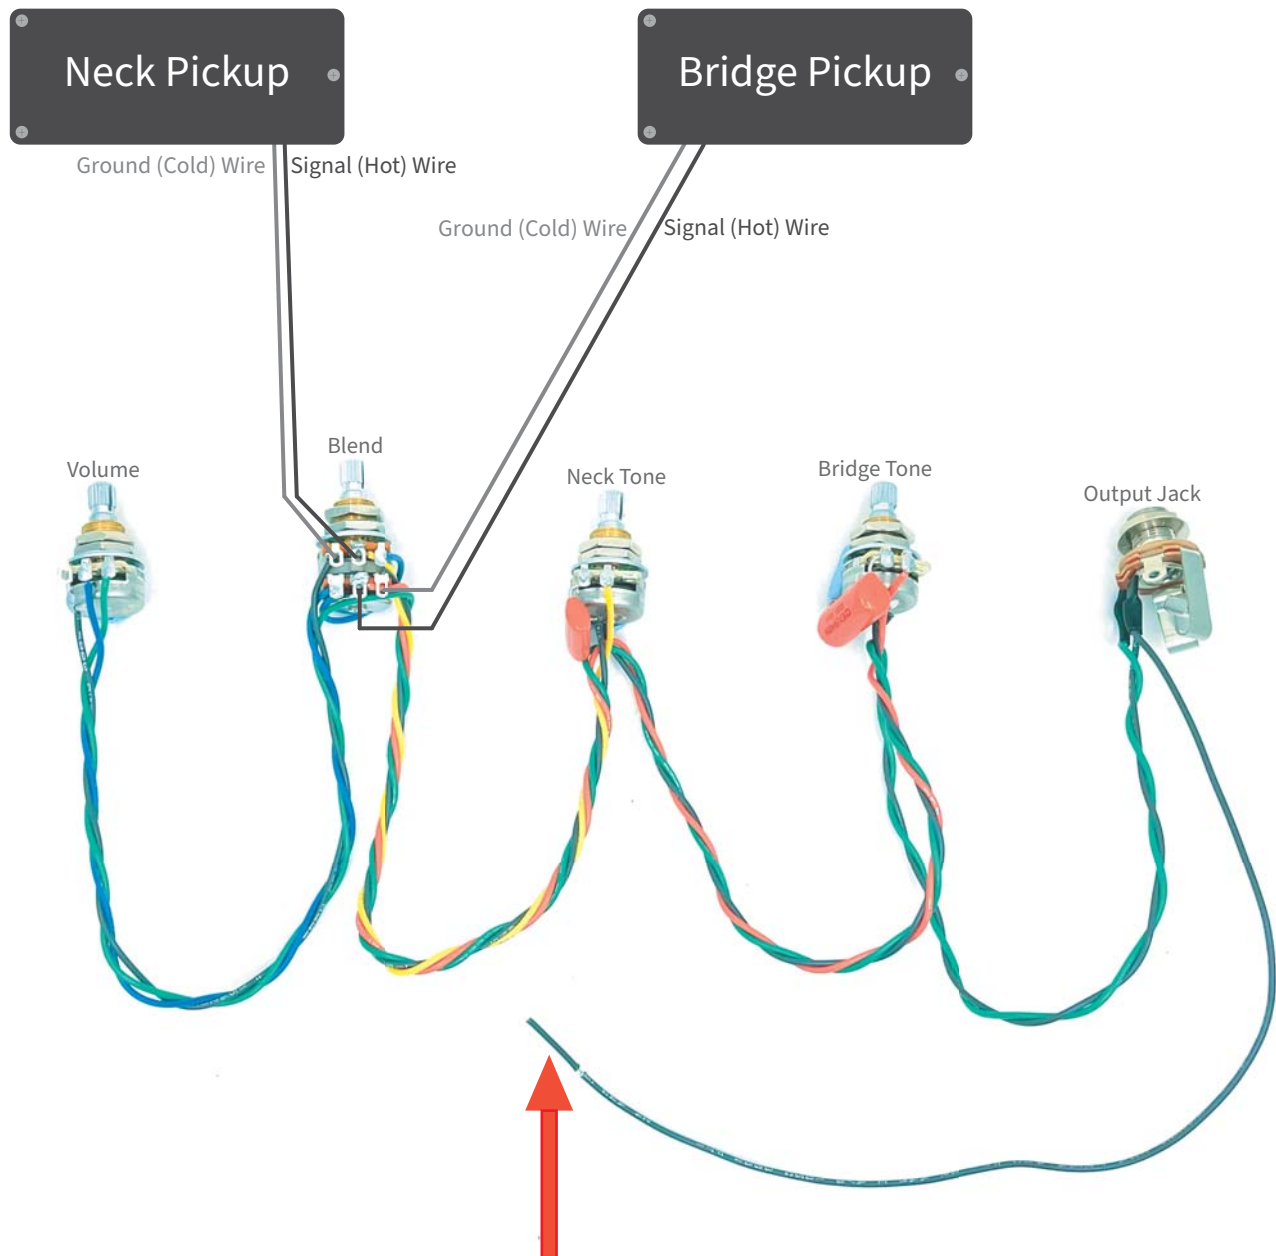 Neck Pickup
Bridge Pickup
Ground (Cold) Wire
Signal (Hot) Wire
Ground (Cold) Wire
Signal (Hot) Wire
Blend
Volume
Neck Tone
Bridge Tone
Output Jack